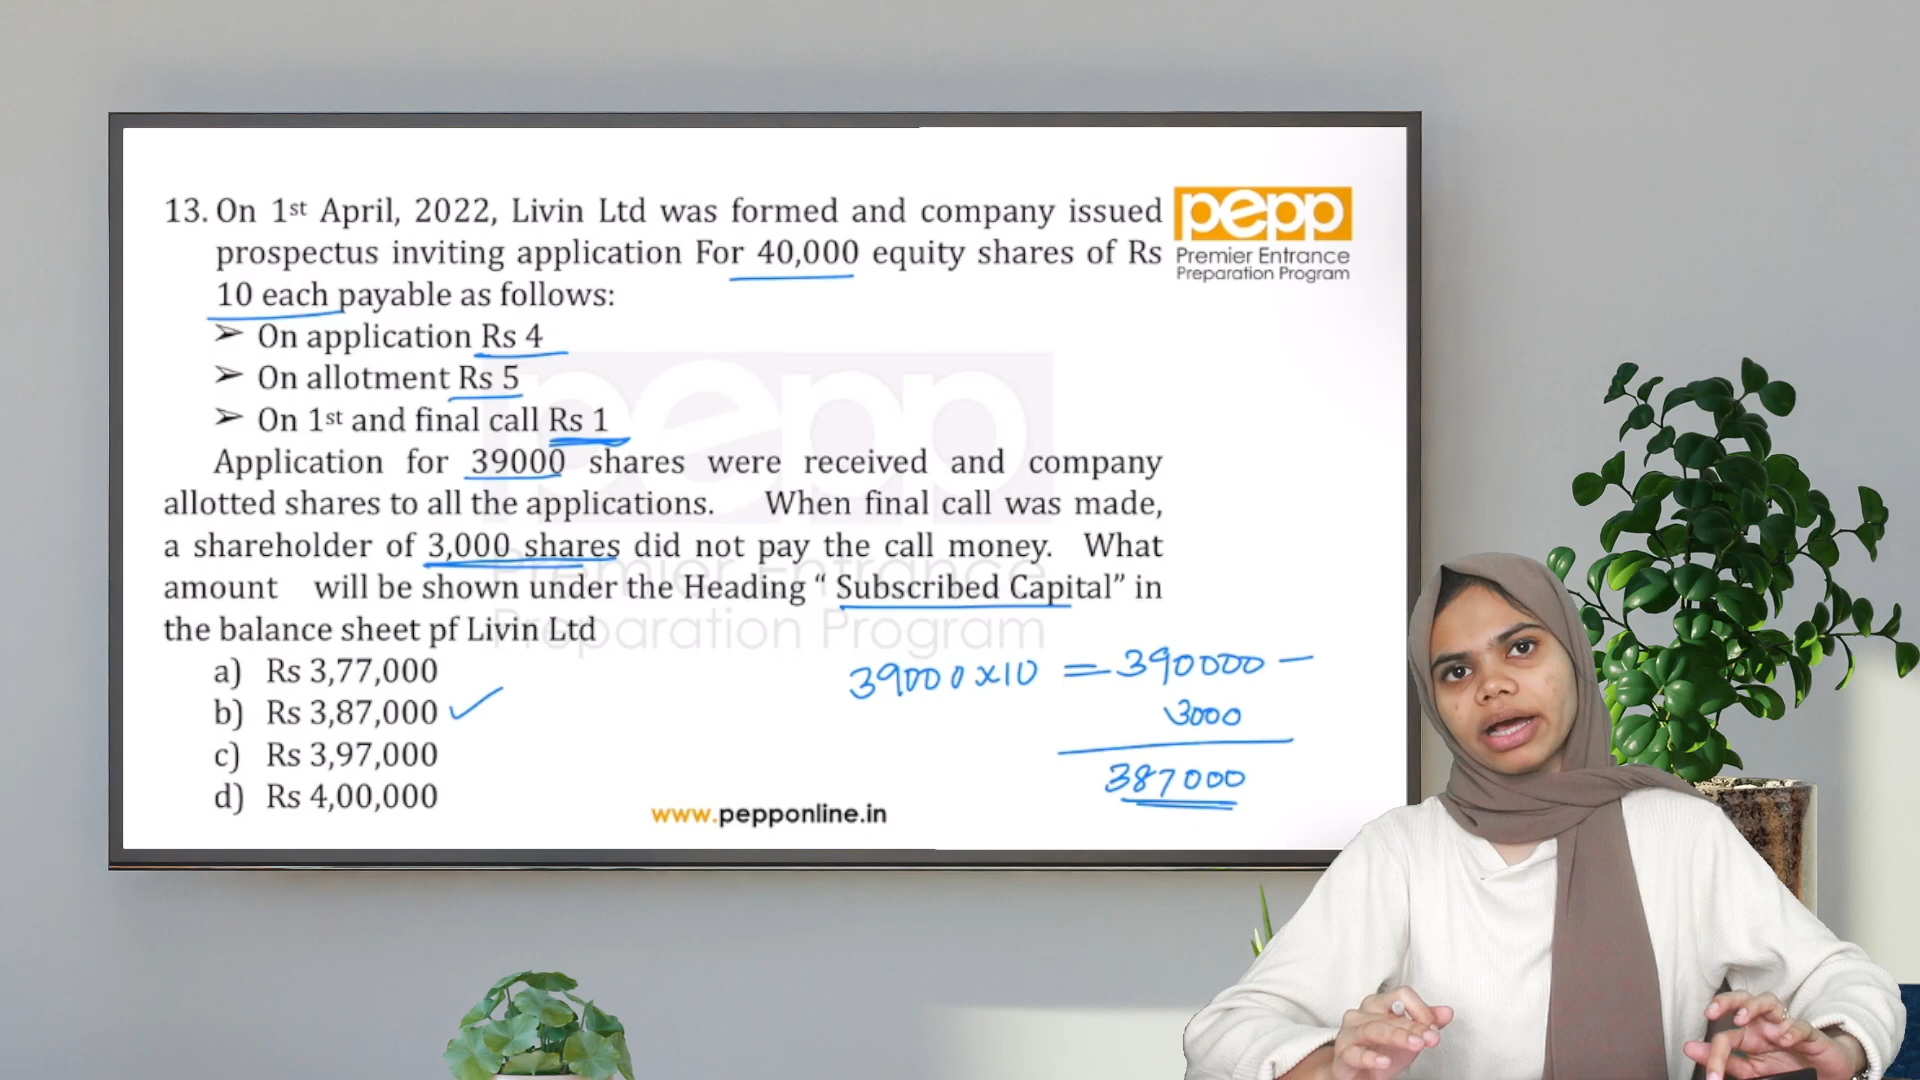 13. On 1st April, 2022, Livin Ltd was formed and company issued
prospectus inviting application For 40,000 equity shares of Rs
10 each payable as follows:
➢ On application Rs 4
➢ On allotment Rs 5
➢ On 1st and final call Rs 1
Application for 39000 shares were received and company
allotted shares to all the applications. When final call was made,
a shareholder of 3,000 shares did not pay the call money. What
amount will be shown under the Heading “ Subscribed Capital” in
the balance sheet pf Livin Ltd
a) Rs 3,77,000
b) Rs 3,87,000
c) Rs 3,97,000
d) Rs 4,00,000
39000x10 = 390000 –
3000
387000
www.pepponline.in
pepp
Premier Entrance
Preparation Program
pepp
Premier Entrance
Preparation Program